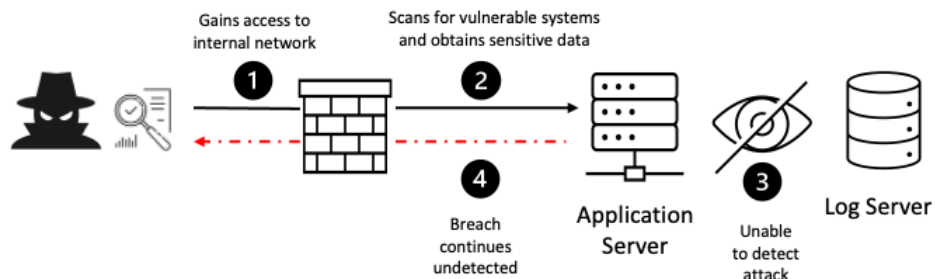 Gains access to
internal network
1
Scans for vulnerable systems
and obtains sensitive data
2
4
Breach
continues
undetected
Application
Server
3
Unable
to detect
attack
Log Server